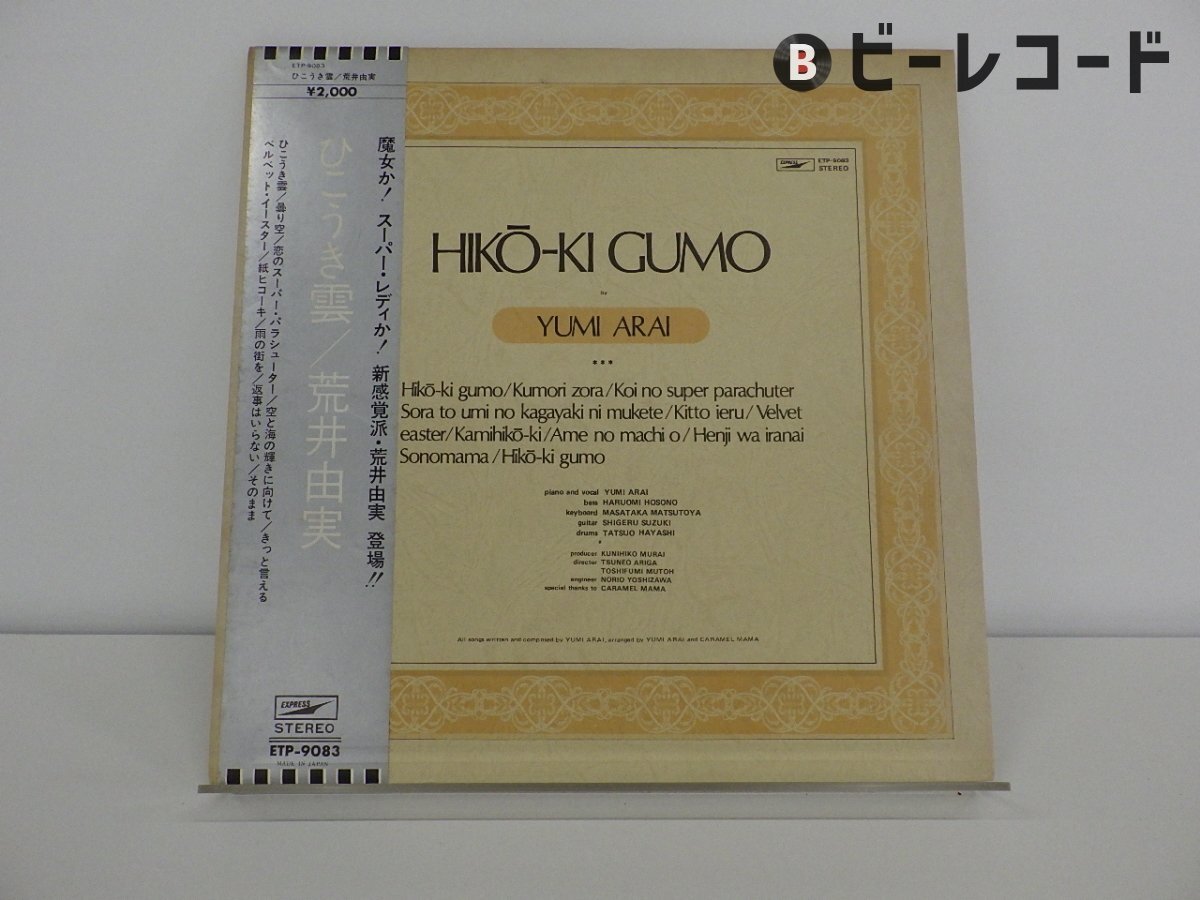 B ビーレコード
ETP-9083
ひこうき雲/荒井由実
¥2,000
魔女か! スーパー・レディか! 新感覚派・荒井由実 登場!!
ひこうき雲/荒井由実
ひこうき雲/曇り空/恋のスーパー・パラシューター/空と海の輝きに向けて/きっと言える
ベルベット・イースター/紙ヒコーキ/雨の街を/返事はいらない/そのまま
EXPRESS
STEREO
ETP-9083
MADE IN JAPAN
EXPRESS
ETP-9083
STEREO
HIKŌ-KI GUMO
by
YUMI ARAI
***
Hikō-ki gumo/Kumori zora/Koi no super parachuter
Sora to umi no kagayaki ni mukete/Kitto ieru/Velvet
easter/Kamihikō-ki/Ame no machi o/Henji wa iranai
Sonomama/Hikō-ki gumo
piano and vocal YUMI ARAI
bass HARUOMI HOSONO
keyboard MASATAKA MATSUTOYA
guitar SHIGERU SUZUKI
drums TATSUO HAYASHI
*
producer KUNIHIKO MURAI
director TSUNEO ARIGA
TOSHIFUMI MUTOH
engineer NORIO YOSHIZAWA
special thanks to CARAMEL MAMA
All songs written and composed by YUMI ARAI, arranged by YUMI ARAI and CARAMEL MAMA